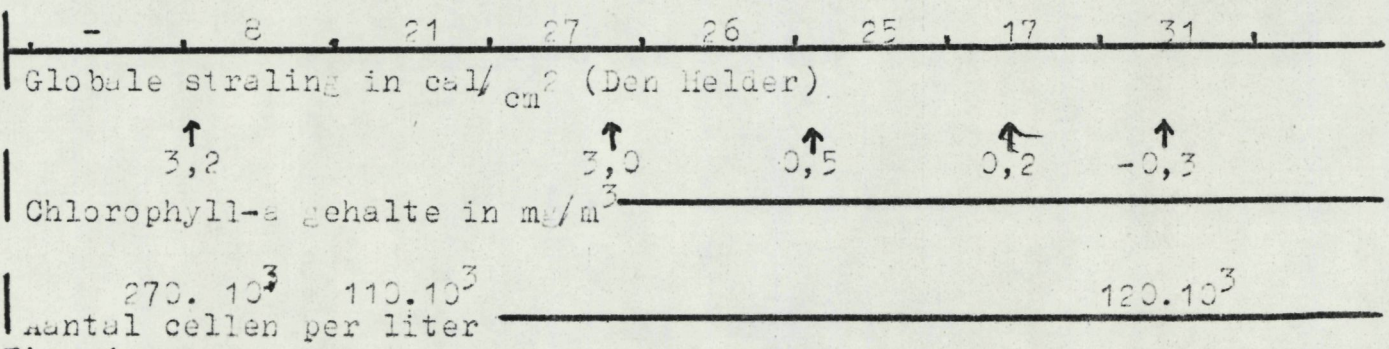 - 8 21 27 26 25 17 31
Globale straling in cal/cm2 (Den Helder)
3,2 3,0 0,5 0,2 -0,3
Chlorophyll-a gehalte in mg/m3
270. 103 110.103 120.103
Aantal cellen per liter